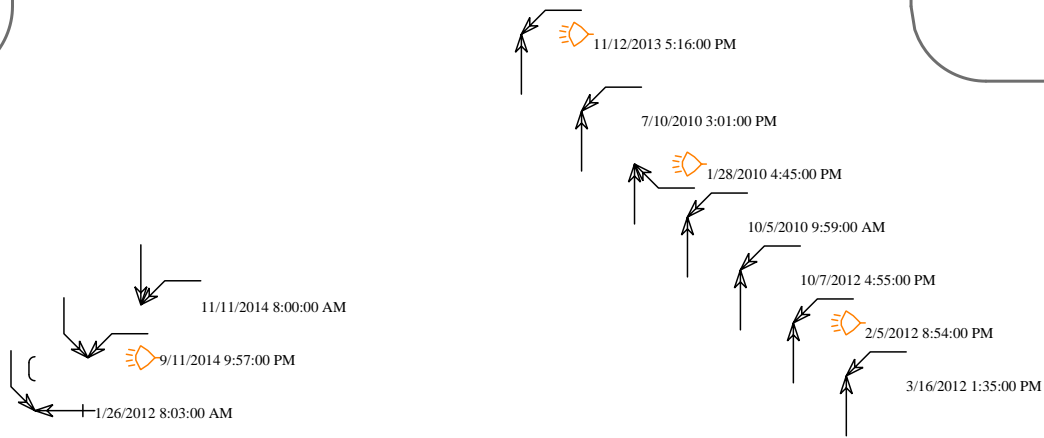 11/12/2013 5:16:00 PM
7/10/2010 3:01:00 PM
1/28/2010 4:45:00 PM
10/5/2010 9:59:00 AM
10/7/2012 4:55:00 PM
11/11/2014 8:00:00 AM
2/5/2012 8:54:00 PM
9/11/2014 9:57:00 PM
3/16/2012 1:35:00 PM
1/26/2012 8:03:00 AM